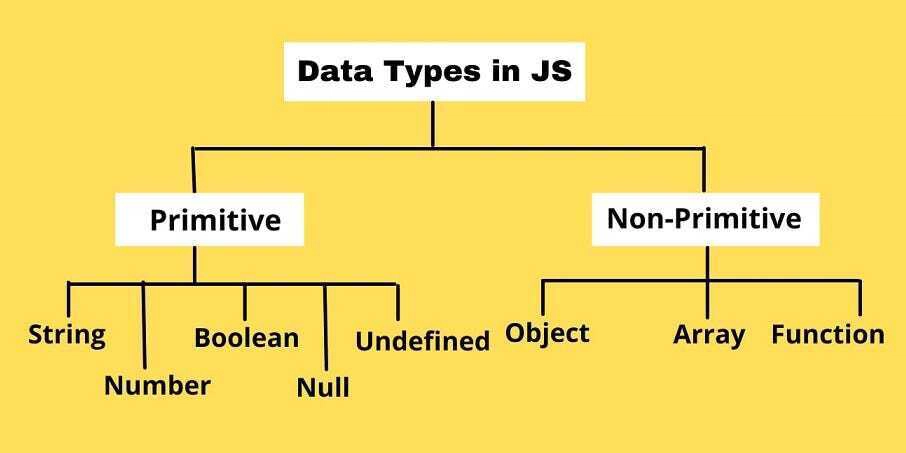 Data Types in JS
Primitive
Non-Primitive
String
Number
Boolean
Null
Undefined
Object
Array
Function